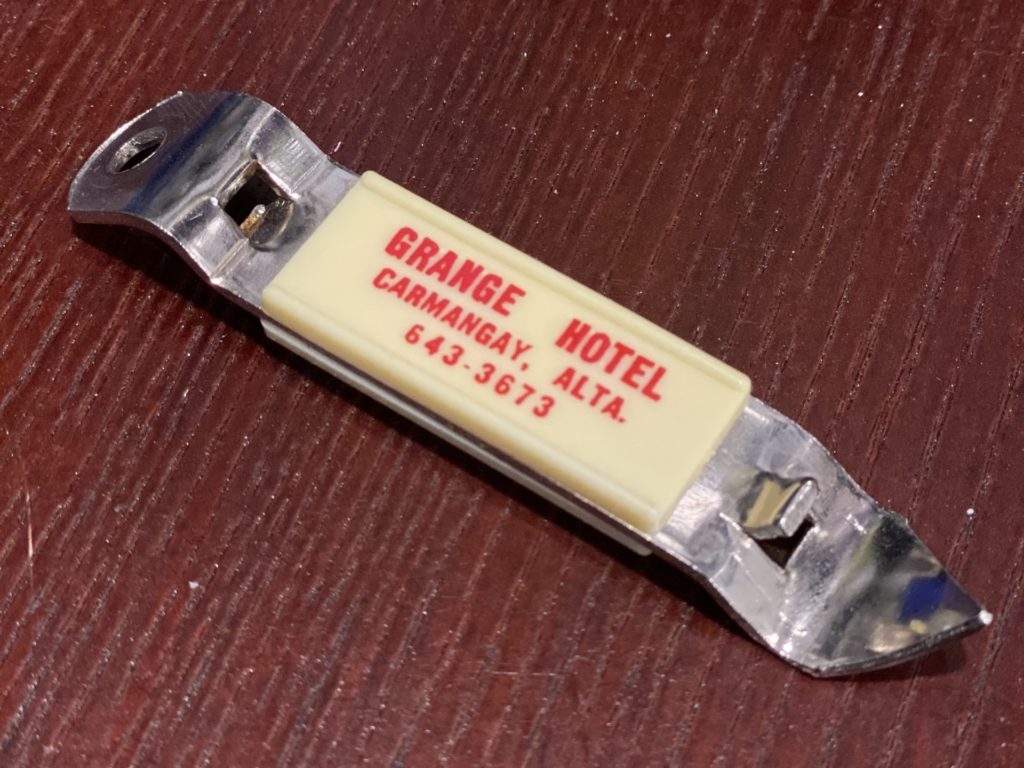 GRANGE HOTEL
CARMANGAY, ALTA.
643-3673